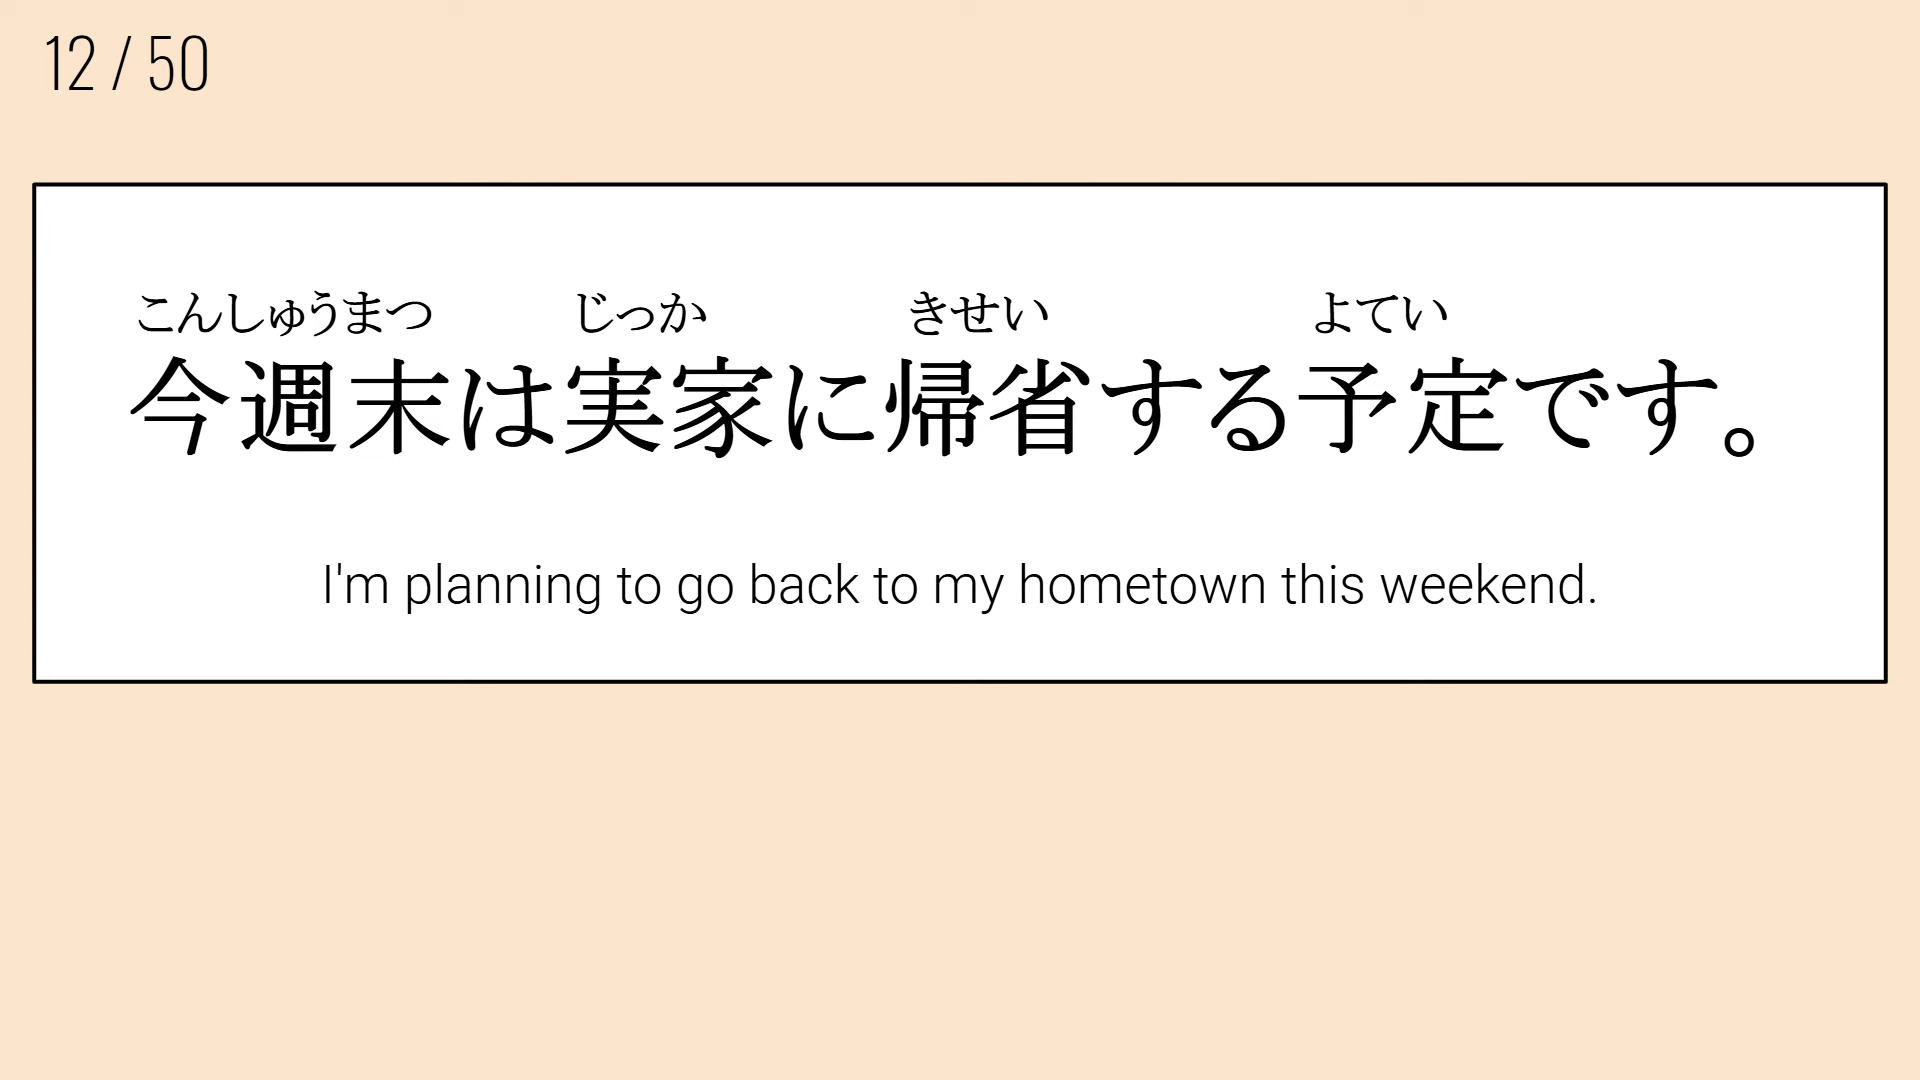 12 / 50
こんしゅうまつ じっか きせい よてい
今週末は実家に帰省する予定です。
I'm planning to go back to my hometown this weekend.